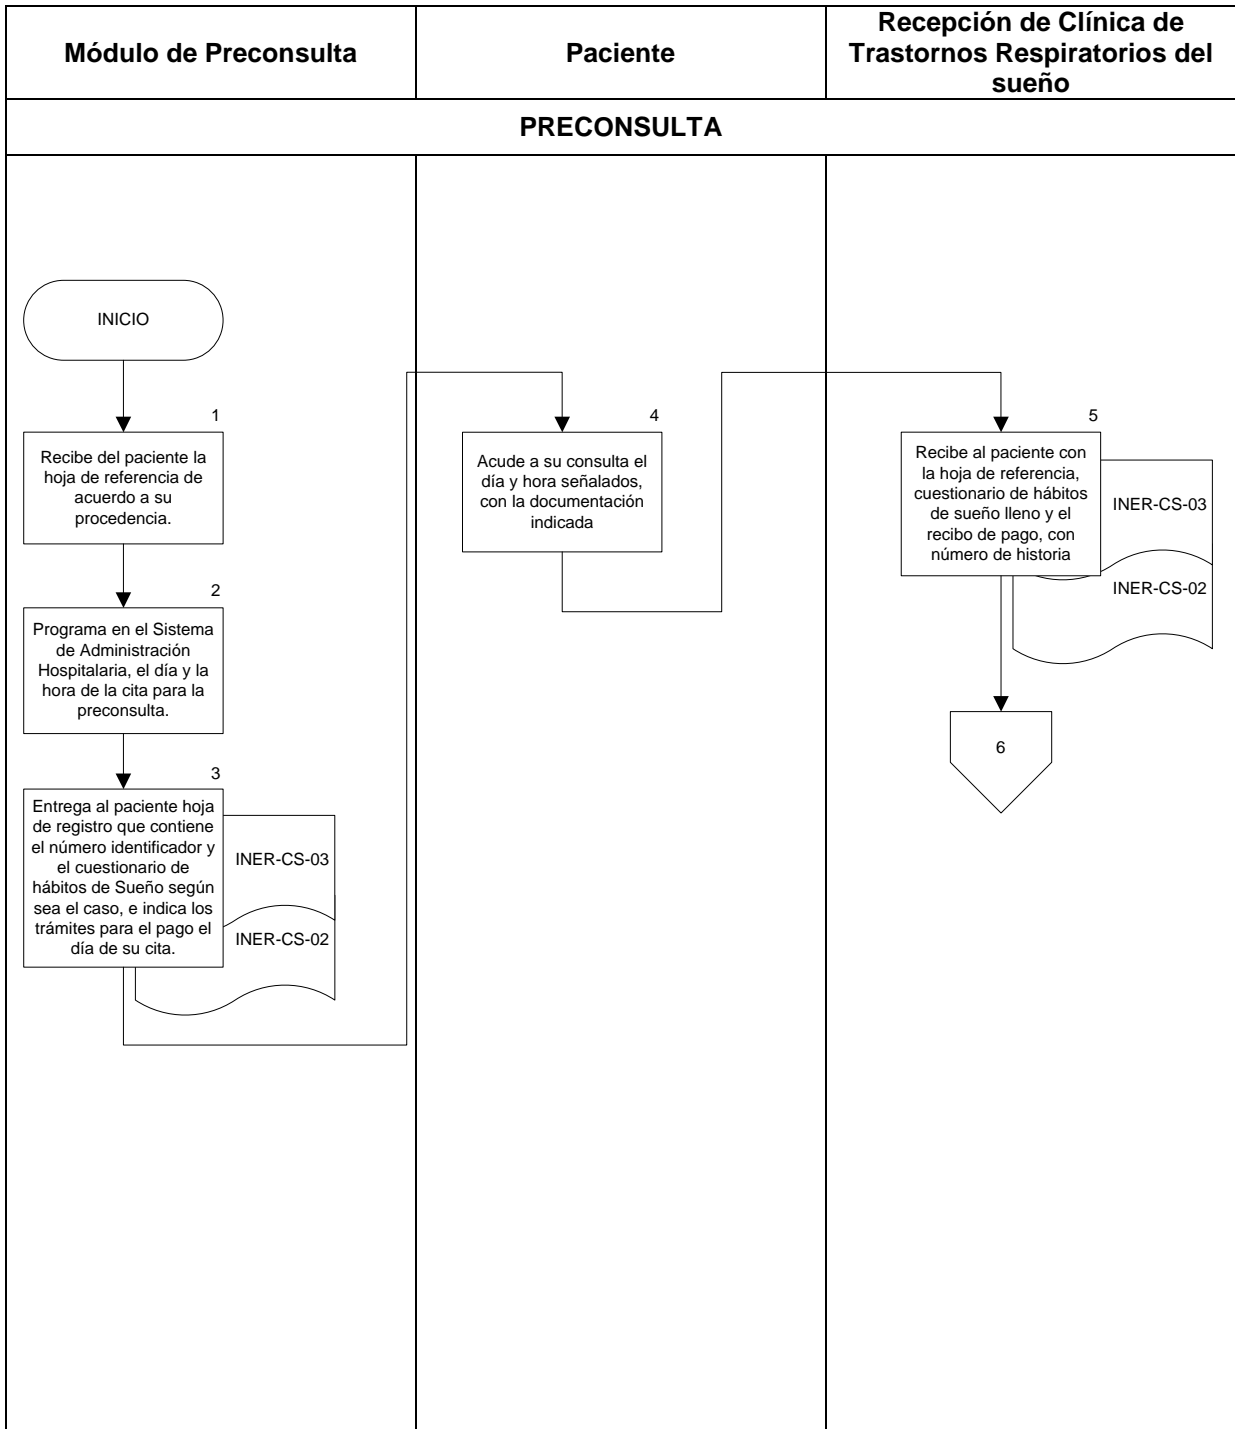 Módulo de Preconsulta
Paciente
Recepción de Clínica de
Trastornos Respiratorios del
sueño
PRECONSULTA
INICIO
1
Recibe del paciente la
hoja de referencia de
acuerdo a su
procedencia.
2
Programa en el Sistema
de Administración
Hospitalaria, el día y la
hora de la cita para la
preconsulta.
3
Entrega al paciente hoja
de registro que contiene
el número identificador y
el cuestionario de
hábitos de Sueño según
sea el caso, e indica los
trámites para el pago el
día de su cita.
INER-CS-03
INER-CS-02
4
Acude a su consulta el
día y hora señalados,
con la documentación
indicada
5
Recibe al paciente con
la hoja de referencia,
cuestionario de hábitos
de sueño lleno y el
recibo de pago, con
número de historia
INER-CS-03
INER-CS-02
6